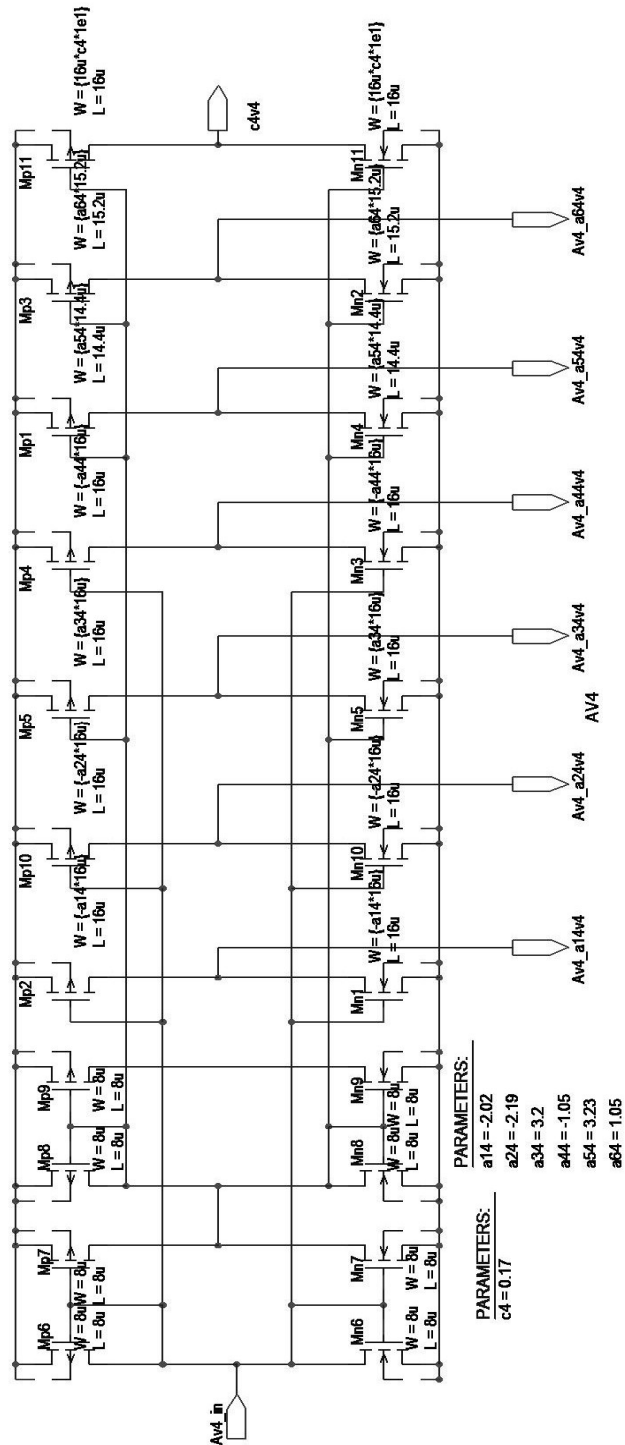 Mp6
W = 8u
L = 8u
Mp7
W = 8u
L = 8u
Mp8
W = 8u
L = 8u
Mp9
W = 8u
L = 8u
Mp2
W = {-a14*16u}
L = 16u
Mp10
W = {-a24*16u}
L = 16u
Mp5
W = {a34*16u}
L = 16u
Mp4
W = {-a44*16u}
L = 16u
Mp1
W = {a54*14.4u}
L = 14.4u
Mp3
W = {a64*15.2u}
L = 15.2u
Mp11
W = {16u*c4*1e1}
L = 16u
Av4_in
c4v4
Mn6
W = 8u
L = 8u
Mn7
W = 8u
L = 8u
Mn8
W = 8u
L = 8u
Mn9
W = 8u
L = 8u
Mn1
W = {-a14*16u}
L = 16u
Mn10
W = {-a24*16u}
L = 16u
Mn5
W = {a34*16u}
L = 16u
Mn3
W = {-a44*16u}
L = 16u
Mn4
W = {a54*14.4u}
L = 14.4u
Mn2
W = {a64*15.2u}
L = 15.2u
Mn11
W = {16u*c4*1e1}
L = 16u
PARAMETERS:
c4 = 0.17
PARAMETERS:
a14 = -2.02
a24 = -2.19
a34 = 3.2
a44 = -1.05
a54 = 3.23
a64 = 1.05
Av4_a14v4
Av4_a24v4
Av4_a34v4
Av4_a44v4
Av4_a54v4
Av4_a64v4
AV4